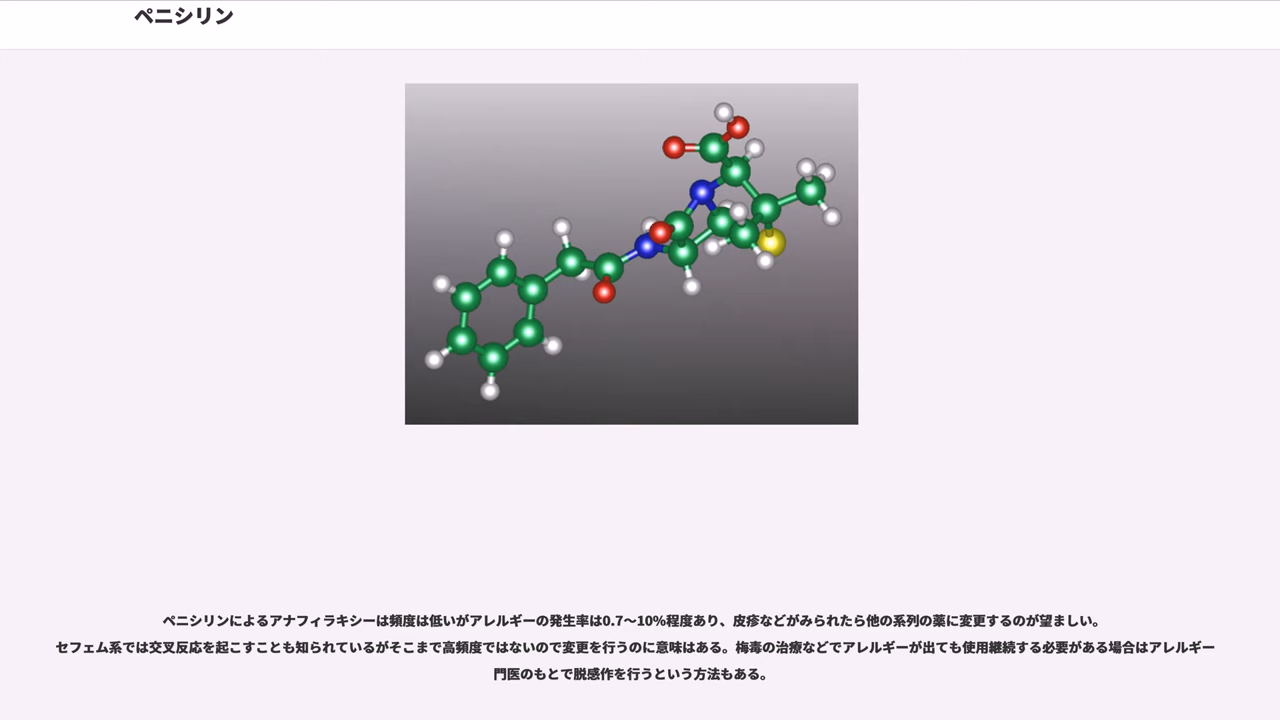 ペニシリン
ペニシリンによるアナフィラキシーは頻度は低いがアレルギーの発生率は0.7〜10%程度あり、皮疹などがみられたら他の系列の薬に変更するのが望ましい。
セフェム系では交叉反応を起こすことも知られているがそこまで高頻度ではないので変更を行うのに意味はある。梅毒の治療などでアレルギーが出ても使用継続する必要がある場合はアレルギー
門医のもとで脱感作を行うという方法もある。